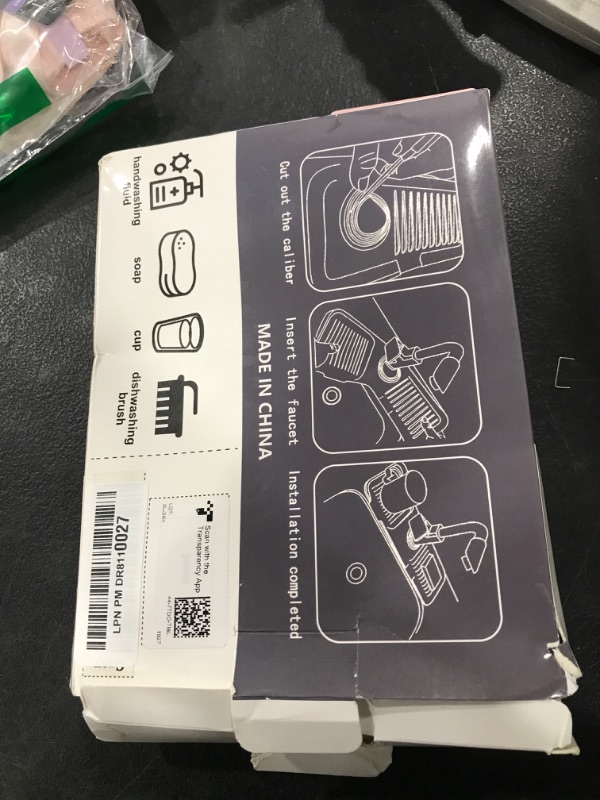 Cut out the caliber
Insert the faucet
Installation completed
MADE IN CHINA
handwashing
fluid
soap
cup
dishwashing
brush
Scan with the
Transparency App
LPN PM DR8110027